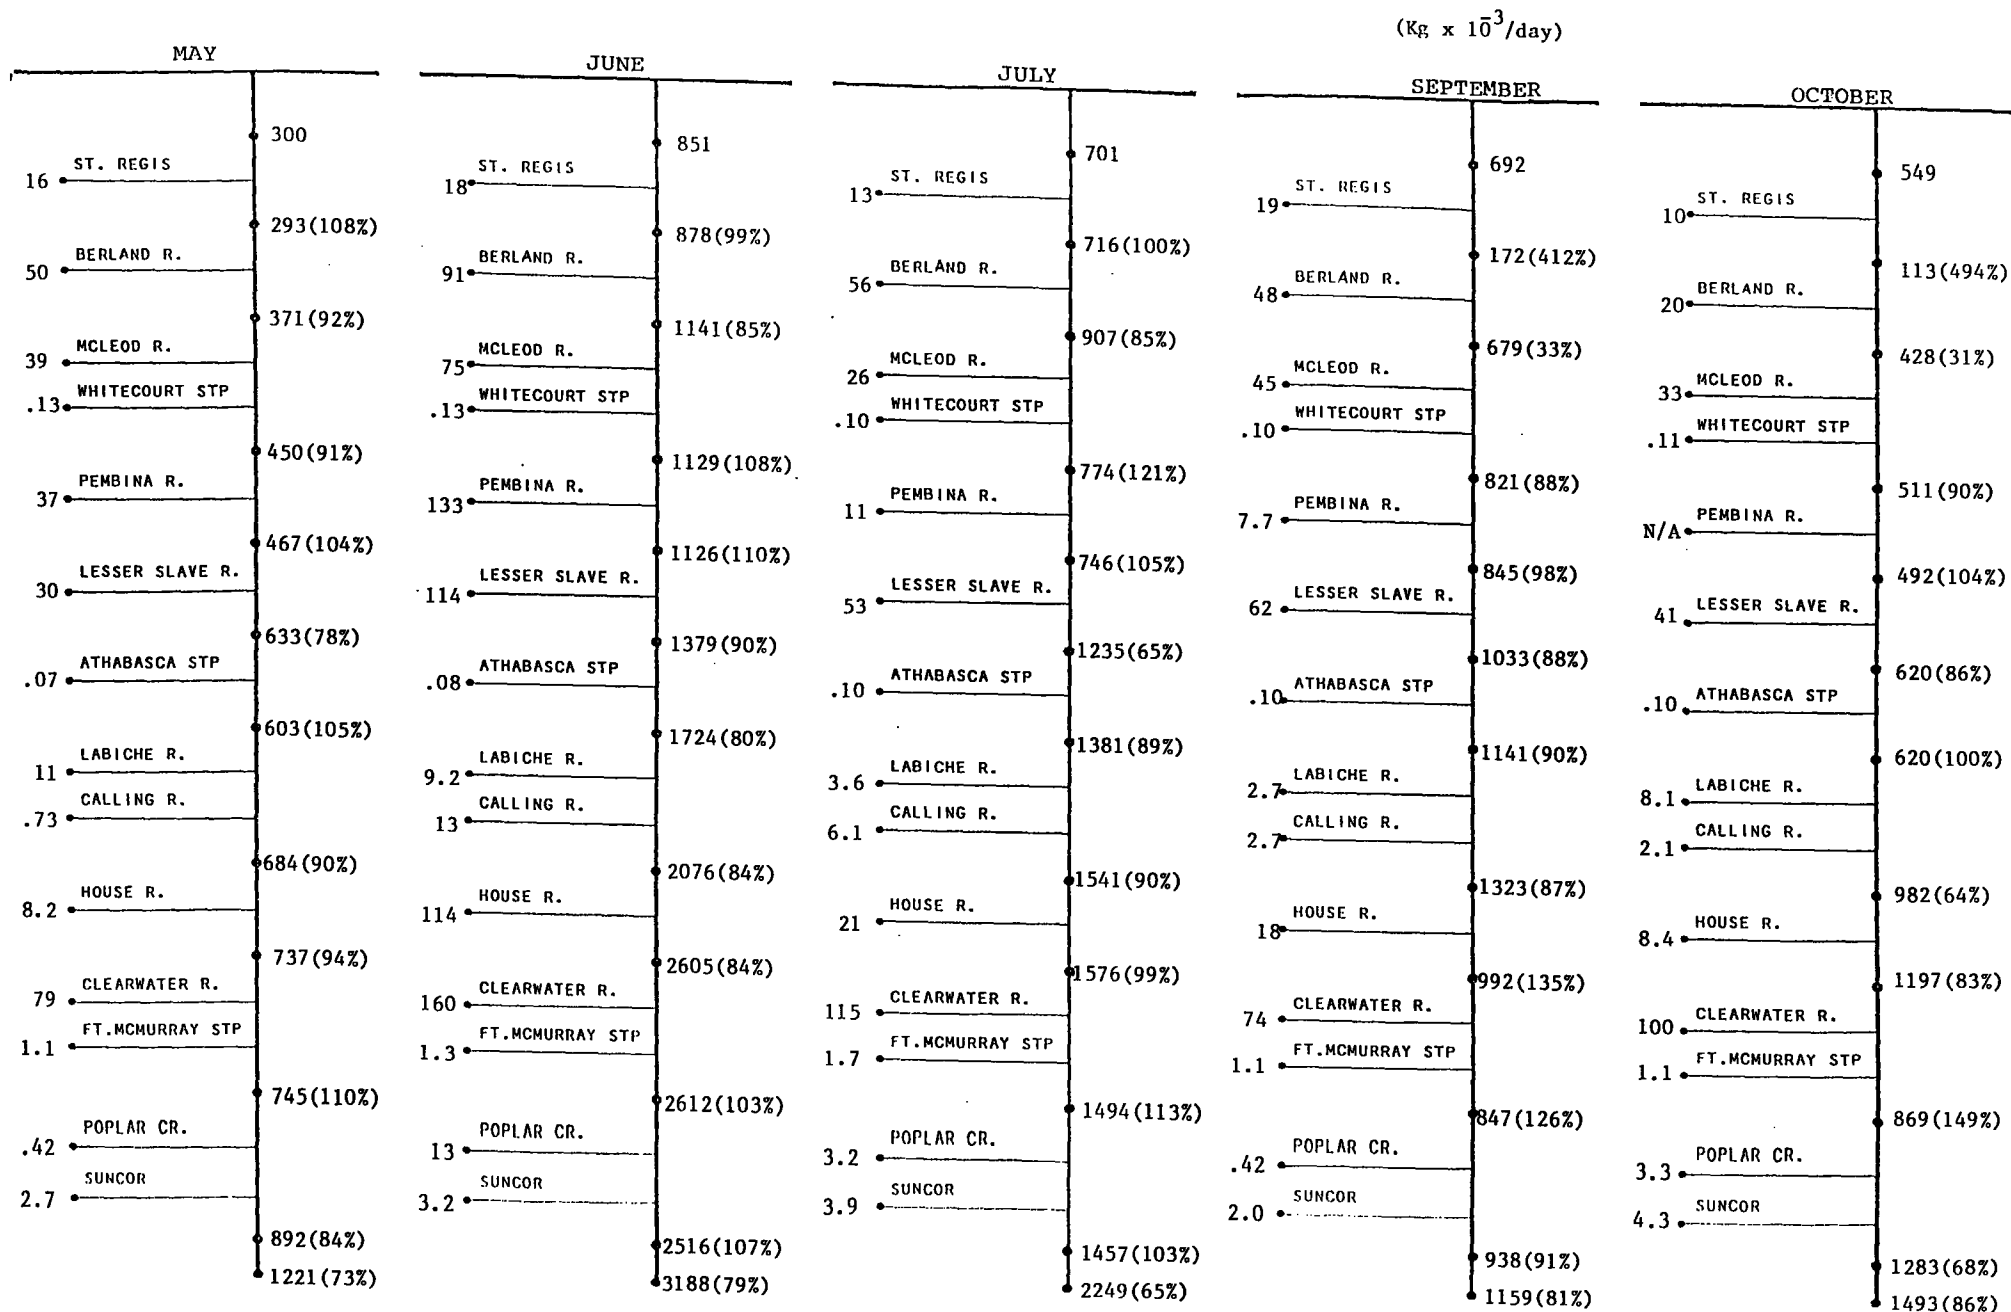 (Kg x 10⁻³/day)
MAY
300
ST. REGIS
16
293(108%)
BERLAND R.
50
371(92%)
MCLEOD R.
39
WHITECOURT STP
.13
450(91%)
PEMBINA R.
37
467(104%)
LESSER SLAVE R.
30
633(78%)
ATHABASCA STP
.07
603(105%)
LABICHE R.
11
CALLING R.
.73
684(90%)
HOUSE R.
8.2
737(94%)
CLEARWATER R.
79
FT.MCMURRAY STP
1.1
745(110%)
POPLAR CR.
.42
SUNCOR
2.7
892(84%)
1221(73%)
JUNE
851
ST. REGIS
18
878(99%)
BERLAND R.
91
1141(85%)
MCLEOD R.
75
WHITECOURT STP
.13
1129(108%)
PEMBINA R.
133
1126(110%)
LESSER SLAVE R.
114
1379(90%)
ATHABASCA STP
.08
1724(80%)
LABICHE R.
9.2
CALLING R.
13
2076(84%)
HOUSE R.
114
2605(84%)
CLEARWATER R.
160
FT.MCMURRAY STP
1.3
2612(103%)
POPLAR CR.
13
SUNCOR
3.2
2516(107%)
3188(79%)
JULY
701
ST. REGIS
13
716(100%)
BERLAND R.
56
907(85%)
MCLEOD R.
26
WHITECOURT STP
.10
774(121%)
PEMBINA R.
11
746(105%)
LESSER SLAVE R.
53
1235(65%)
ATHABASCA STP
.10
1381(89%)
LABICHE R.
3.6
CALLING R.
6.1
1541(90%)
HOUSE R.
21
1576(99%)
CLEARWATER R.
115
FT.MCMURRAY STP
1.7
1494(113%)
POPLAR CR.
3.2
SUNCOR
3.9
1457(103%)
2249(65%)
SEPTEMBER
692
ST. REGIS
19
172(412%)
BERLAND R.
48
679(33%)
MCLEOD R.
45
WHITECOURT STP
.10
821(88%)
PEMBINA R.
7.7
845(98%)
LESSER SLAVE R.
62
1033(88%)
ATHABASCA STP
.10
1141(90%)
LABICHE R.
2.7
CALLING R.
2.7
1323(87%)
HOUSE R.
18
992(135%)
CLEARWATER R.
74
FT.MCMURRAY STP
1.1
847(126%)
POPLAR CR.
.42
SUNCOR
2.0
938(91%)
1159(81%)
OCTOBER
549
ST. REGIS
10
113(494%)
BERLAND R.
20
428(31%)
MCLEOD R.
33
WHITECOURT STP
.11
511(90%)
PEMBINA R.
N/A
492(104%)
LESSER SLAVE R.
41
620(86%)
ATHABASCA STP
.10
620(100%)
LABICHE R.
8.1
CALLING R.
2.1
982(64%)
HOUSE R.
8.4
1197(83%)
CLEARWATER R.
100
FT.MCMURRAY STP
1.1
869(149%)
POPLAR CR.
3.3
SUNCOR
4.3
1283(68%)
1493(86%)